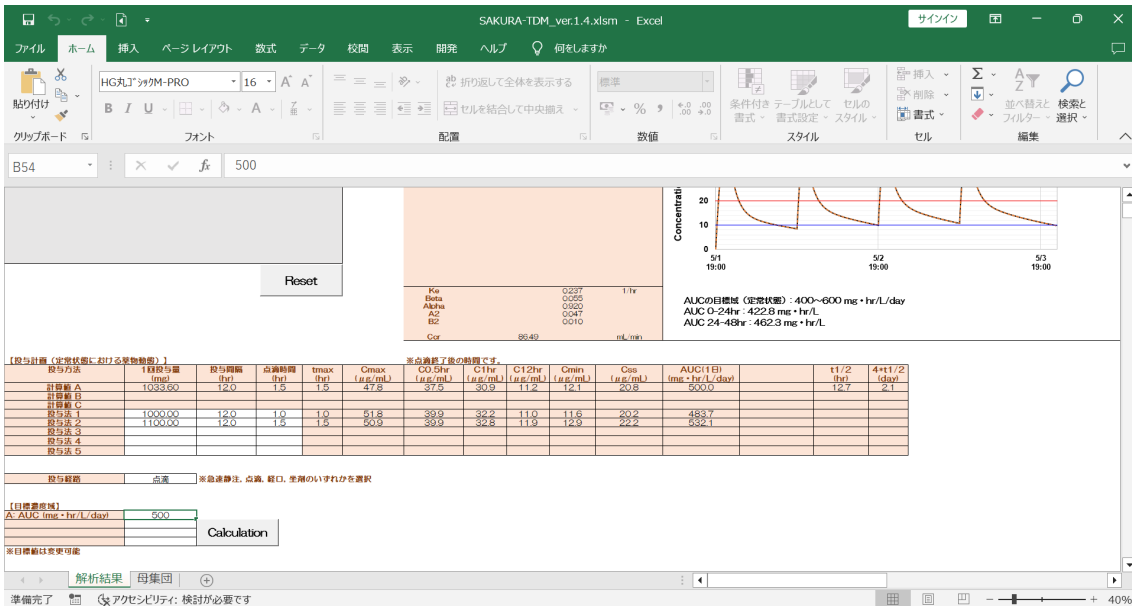 SAKURA-TDM_ver.1.4.xlsm - Excel
サインイン
ファイル ホーム 挿入 ページ レイアウト 数式 データ 校閲 表示 開発 ヘルプ 何をしますか
貼り付け
HG丸ゴシックM-PRO 16
折り返して全体を表示する
セルを結合して中央揃え
標準
条件付き書式
テーブルとして書式設定
セルのスタイル
挿入
削除
書式
並べ替えとフィルター
検索と選択
クリップボード フォント 配置 数値 スタイル セル 編集
B54 fx 500
Concentrati
20
10
0
5/1 19:00
5/2 19:00
5/3 19:00
Reset
Ke 0.237 1/hr
Beta 0.055
Alpha 0.920
A2 0.047
B2 0.010
Ccr 86.49 mL/min
AUCの目標域（定常状態）：400～600 mg・hr/L/day
AUC 0-24hr：422.8 mg・hr/L
AUC 24-48hr：462.3 mg・hr/L
【投与計画（定常状態における薬物動態）】 ※点滴終了後の時間です。
投与方法 1回投与量 (mg) 投与間隔 (hr) 点滴時間 (hr) tmax (hr) Cmax (μg/mL) C0.5hr (μg/mL) C1hr (μg/mL) C12hr (μg/mL) Cmin (μg/mL) Css (μg/mL) AUC(1日) (mg・hr/L/day) t1/2 (hr) 4*t1/2 (day)
計算値 A 1033.60 12.0 1.5 1.5 47.8 37.5 30.9 11.2 12.1 20.8 500.0 12.7 2.1
計算値 B
計算値 C
投与法 1 1000.00 12.0 1.0 1.0 51.8 39.9 32.2 11.0 11.6 20.2 483.7
投与法 2 1100.00 12.0 1.5 1.5 50.9 39.9 32.8 11.9 12.9 22.2 532.1
投与法 3
投与法 4
投与法 5
投与経路 点滴 ※急速静注, 点滴, 経口, 坐剤のいずれかを選択
【目標濃度域】
A: AUC (mg・hr/L/day) 500
Calculation
※目標値は変更可能
解析結果 母集団
準備完了 アクセシビリティ: 検討が必要です 40%